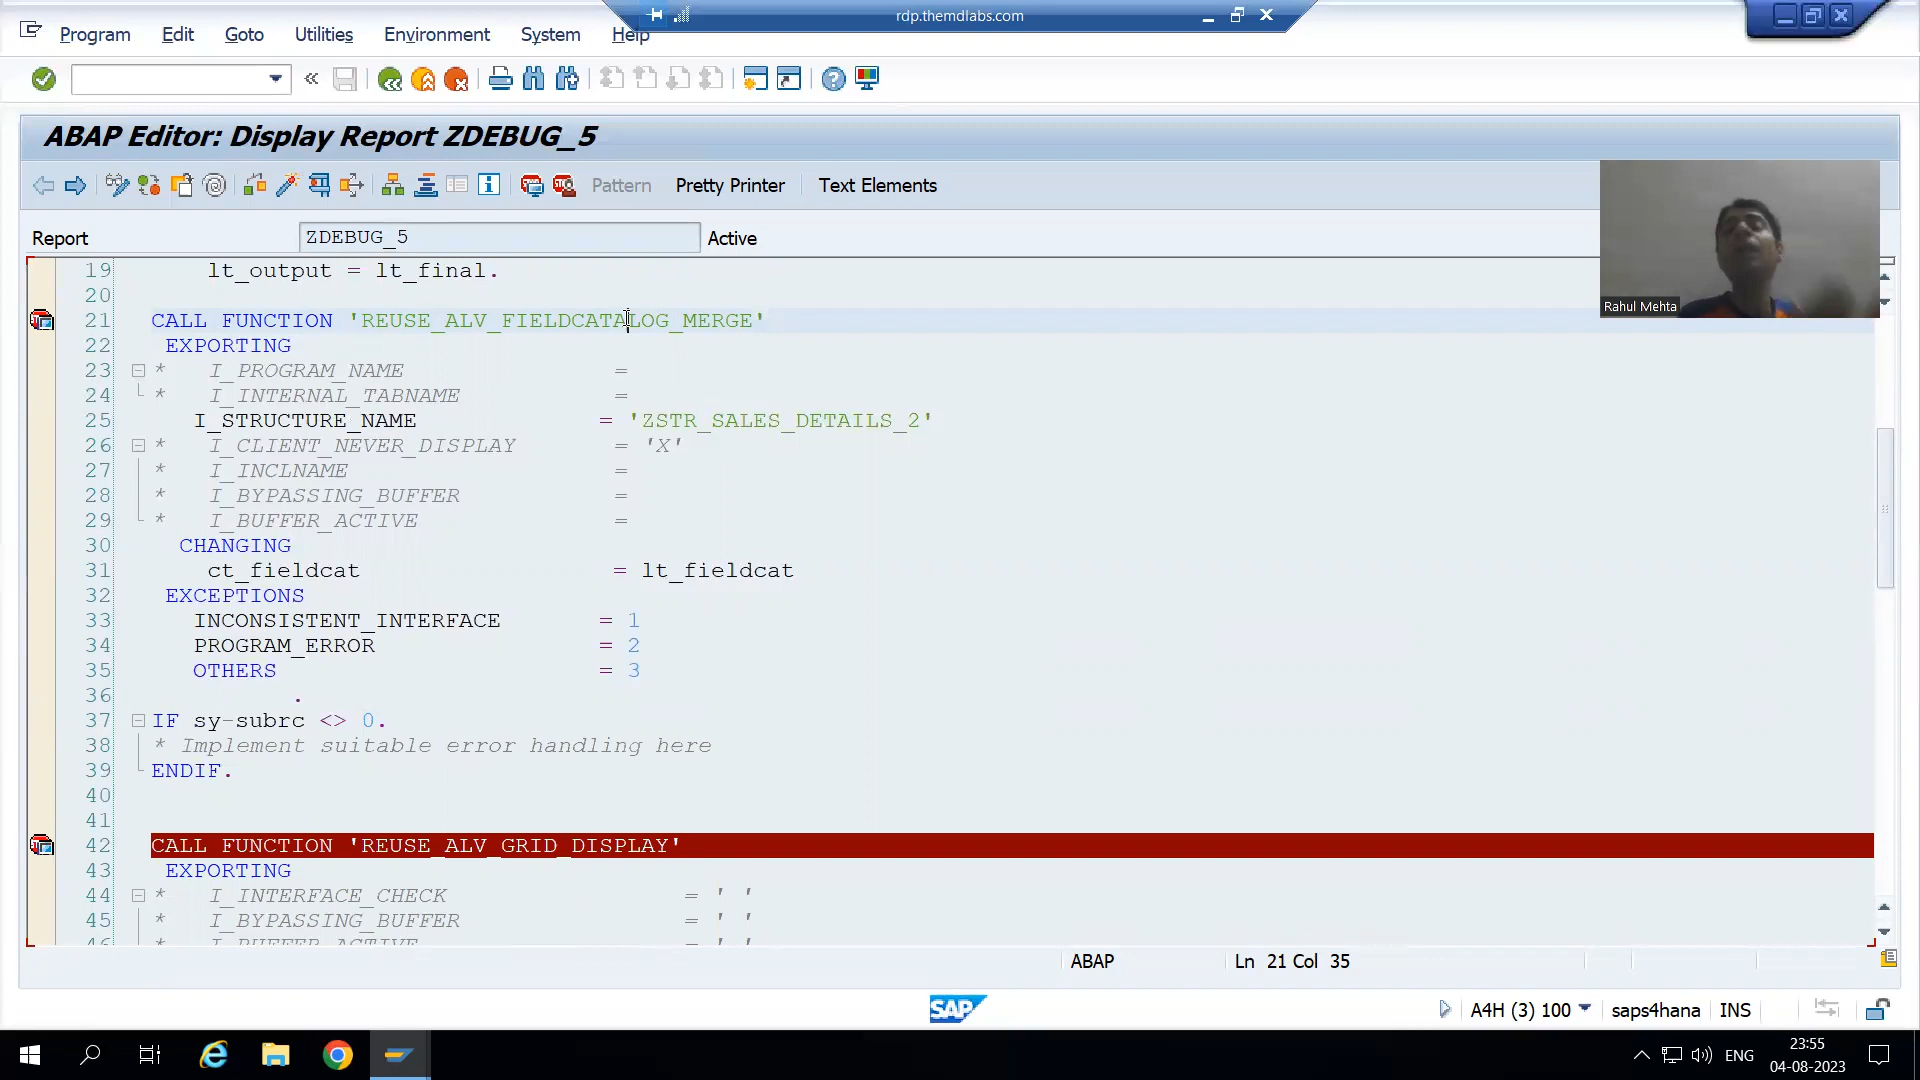 rdp.themdlabs.com
Program Edit Goto Utilities Environment System Help
ABAP Editor: Display Report ZDEBUG_5
Pattern Pretty Printer Text Elements
Report ZDEBUG_5 Active
Rahul Mehta
19 lt_output = lt_final.
20
21 CALL FUNCTION 'REUSE_ALV_FIELDCATALOG_MERGE'
22 EXPORTING
23 * I_PROGRAM_NAME =
24 * I_INTERNAL_TABNAME =
25 I_STRUCTURE_NAME = 'ZSTR_SALES_DETAILS_2'
26 * I_CLIENT_NEVER_DISPLAY = 'X'
27 * I_INCLNAME =
28 * I_BYPASSING_BUFFER =
29 * I_BUFFER_ACTIVE =
30 CHANGING
31 ct_fieldcat = lt_fieldcat
32 EXCEPTIONS
33 INCONSISTENT_INTERFACE = 1
34 PROGRAM_ERROR = 2
35 OTHERS = 3
36 .
37 IF sy-subrc <> 0.
38 * Implement suitable error handling here
39 ENDIF.
40
41
42 CALL FUNCTION 'REUSE_ALV_GRID_DISPLAY'
43 EXPORTING
44 * I_INTERFACE_CHECK = ' '
45 * I_BYPASSING_BUFFER = ' '
46 * I_BUFFER_ACTIVE = ' '
ABAP Ln 21 Col 35
SAP
A4H (3) 100 saps4hana INS
ENG
23:55
04-08-2023